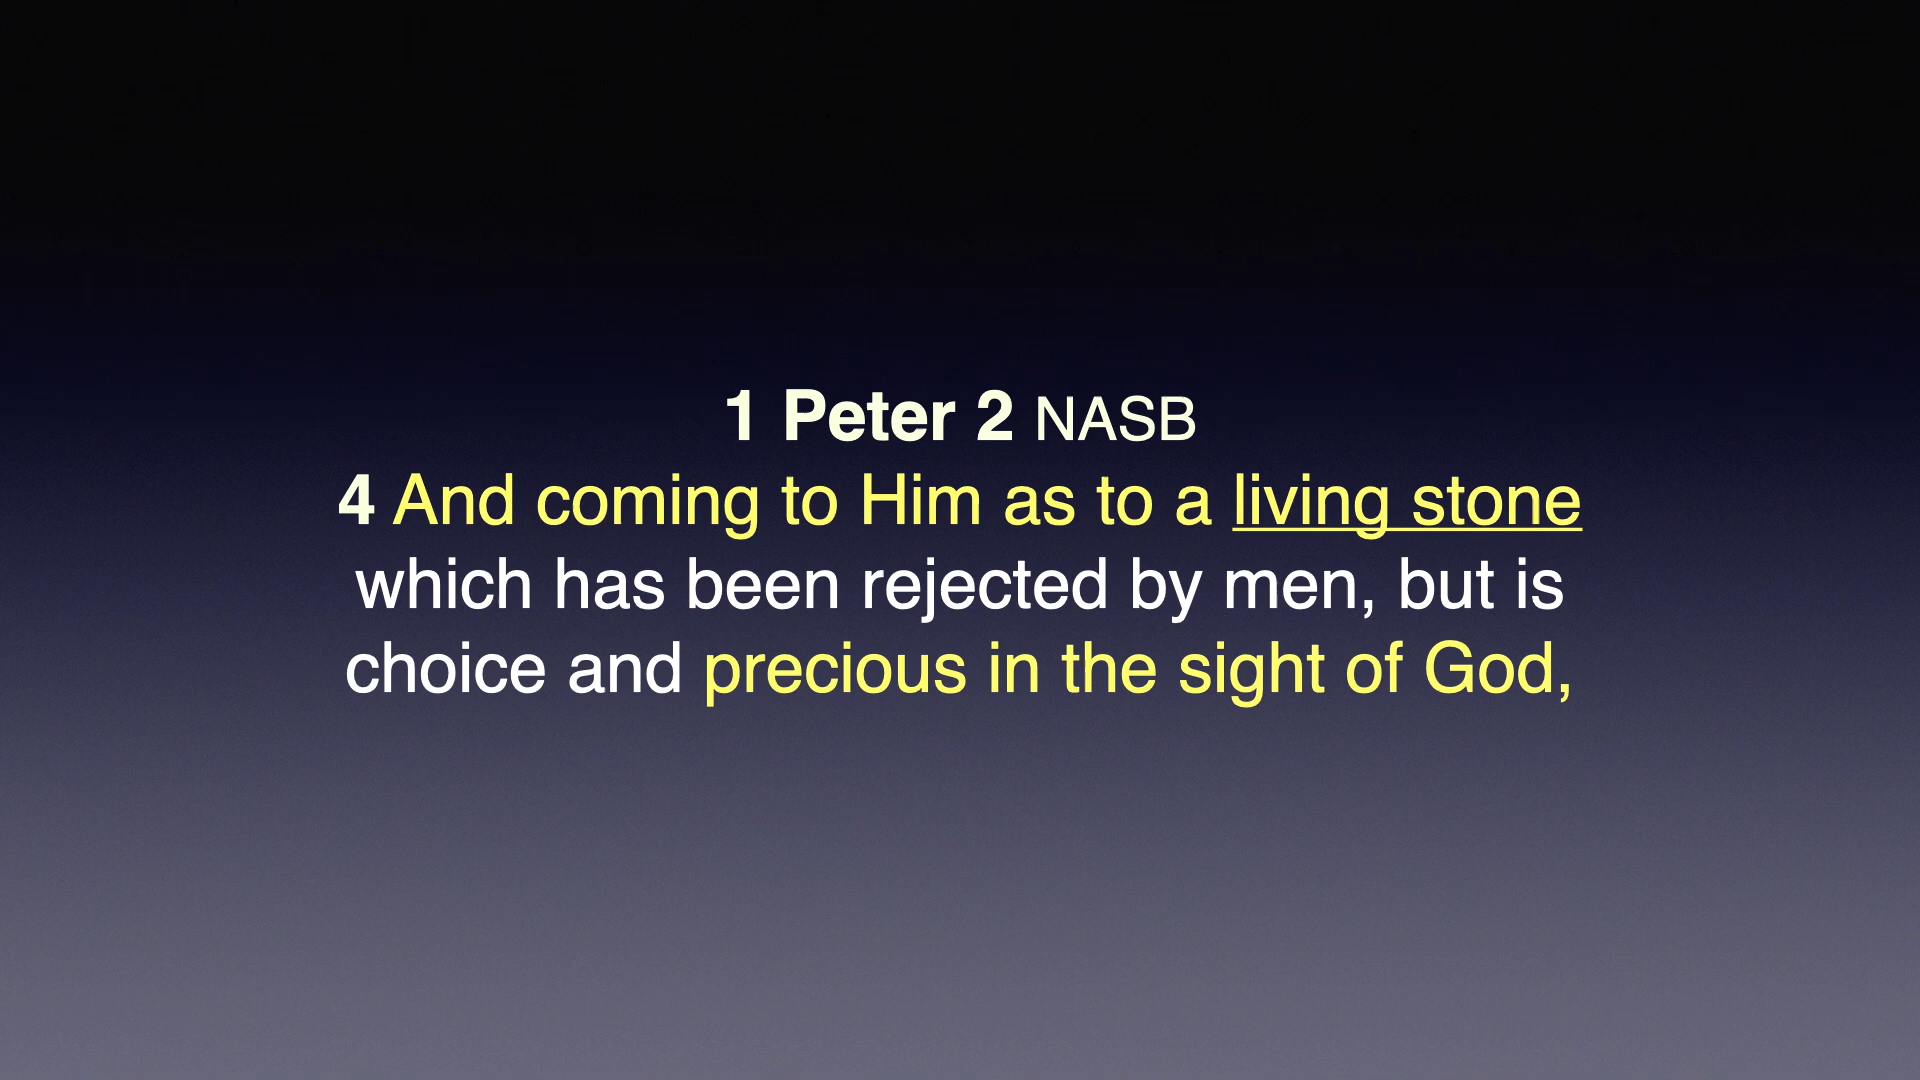 1 Peter 2 NASB
4 And coming to Him as to a living stone
which has been rejected by men, but is
choice and precious in the sight of God,